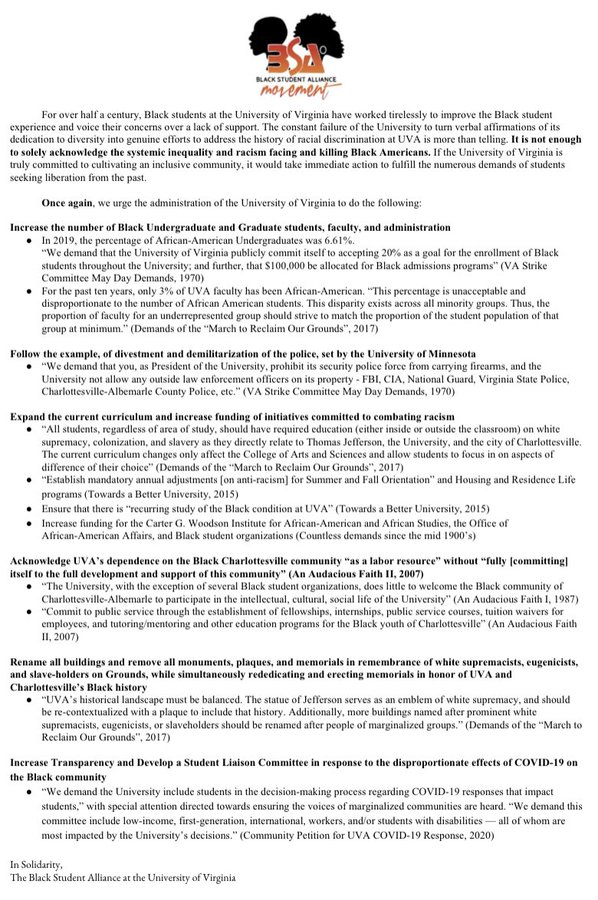 BSA
BLACK STUDENT ALLIANCE
movement
For over half a century, Black students at the University of Virginia have worked tirelessly to improve the Black student
experience and voice their concerns over a lack of support. The constant failure of the University to turn verbal affirmations of its
dedication to diversity into genuine efforts to address the history of racial discrimination at UVA is more than telling. It is not enough
to solely acknowledge the systemic inequality and racism facing and killing Black Americans. If the University of Virginia is
truly committed to cultivating an inclusive community, it would take immediate action to fulfill the numerous demands of students
seeking liberation from the past.
Once again, we urge the administration of the University of Virginia to do the following:
Increase the number of Black Undergraduate and Graduate students, faculty, and administration
● In 2019, the percentage of African-American Undergraduates was 6.61%.
“We demand that the University of Virginia publicly commit itself to accepting 20% as a goal for the enrollment of Black
students throughout the University; and further, that $100,000 be allocated for Black admissions programs” (VA Strike
Committee May Day Demands, 1970)
● For the past ten years, only 3% of UVA faculty has been African-American. “This percentage is unacceptable and
disproportionate to the number of African American students. This disparity exists across all minority groups. Thus, the
proportion of faculty for an underrepresented group should strive to match the proportion of the student population of that
group at minimum.” (Demands of the “March to Reclaim Our Grounds”, 2017)
Follow the example, of divestment and demilitarization of the police, set by the University of Minnesota
● “We demand that you, as President of the University, prohibit its security police force from carrying firearms, and the
University not allow any outside law enforcement officers on its property - FBI, CIA, National Guard, Virginia State Police,
Charlottesville-Albemarle County Police, etc.” (VA Strike Committee May Day Demands, 1970)
Expand the current curriculum and increase funding of initiatives committed to combating racism
● “All students, regardless of area of study, should have required education (either inside or outside the classroom) on white
supremacy, colonization, and slavery as they directly relate to Thomas Jefferson, the University, and the city of Charlottesville.
The current curriculum changes only affect the College of Arts and Sciences and allow students to focus in on aspects of
difference of their choice” (Demands of the “March to Reclaim Our Grounds”, 2017)
● “Establish mandatory annual adjustments [on anti-racism] for Summer and Fall Orientation” and Housing and Residence Life
programs (Towards a Better University, 2015)
● Ensure that there is “recurring study of the Black condition at UVA” (Towards a Better University, 2015)
● Increase funding for the Carter G. Woodson Institute for African-American and African Studies, the Office of
African-American Affairs, and Black student organizations (Countless demands since the mid 1900’s)
Acknowledge UVA’s dependence on the Black Charlottesville community “as a labor resource” without “fully [committing]
itself to the full development and support of this community” (An Audacious Faith II, 2007)
● “The University, with the exception of several Black student organizations, does little to welcome the Black community of
Charlottesville-Albemarle to participate in the intellectual, cultural, social life of the University” (An Audacious Faith I, 1987)
● “Commit to public service through the establishment of fellowships, internships, public service courses, tuition waivers for
employees, and tutoring/mentoring and other education programs for the Black youth of Charlottesville” (An Audacious Faith
II, 2007)
Rename all buildings and remove all monuments, plaques, and memorials in remembrance of white supremacists, eugenicists,
and slave-holders on Grounds, while simultaneously rededicating and erecting memorials in honor of UVA and
Charlottesville’s Black history
● “UVA’s historical landscape must be balanced. The statue of Jefferson serves as an emblem of white supremacy, and should
be re-contextualized with a plaque to include that history. Additionally, more buildings named after prominent white
supremacists, eugenicists, or slaveholders should be renamed after people of marginalized groups.” (Demands of the “March to
Reclaim Our Grounds”, 2017)
Increase Transparency and Develop a Student Liaison Committee in response to the disproportionate effects of COVID-19 on
the Black community
● “We demand the University include students in the decision-making process regarding COVID-19 responses that impact
students,” with special attention directed towards ensuring the voices of marginalized communities are heard. “We demand this
committee include low-income, first-generation, international, workers, and/or students with disabilities — all of whom are
most impacted by the University’s decisions.” (Community Petition for UVA COVID-19 Response, 2020)
In Solidarity,
The Black Student Alliance at the University of Virginia